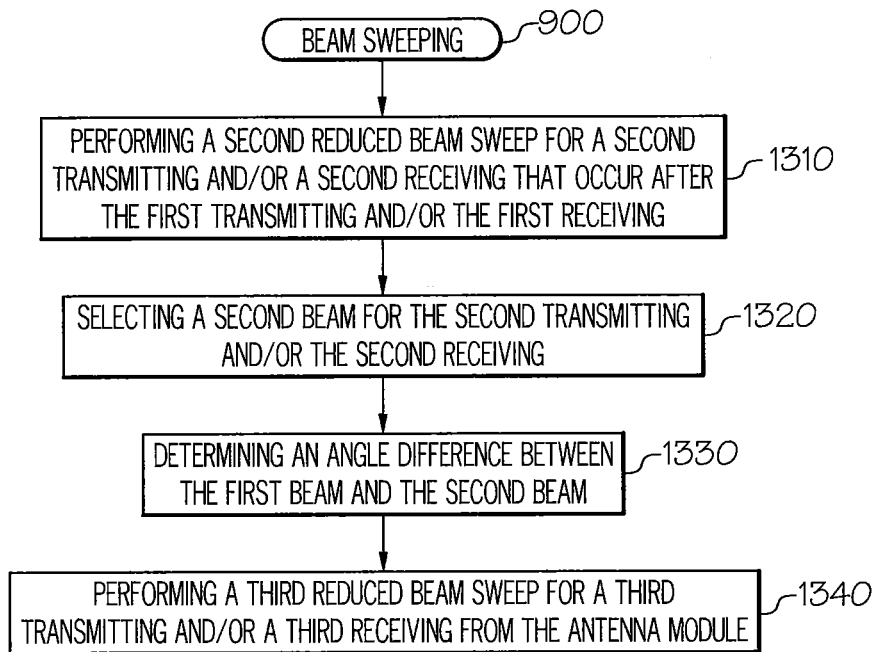 BEAM SWEEPING
900
PERFORMING A SECOND REDUCED BEAM SWEEP FOR A SECOND
TRANSMITTING AND/OR A SECOND RECEIVING THAT OCCUR AFTER
THE FIRST TRANSMITTING AND/OR THE FIRST RECEIVING
1310
SELECTING A SECOND BEAM FOR THE SECOND TRANSMITTING
AND/OR THE SECOND RECEIVING
1320
DETERMINING AN ANGLE DIFFERENCE BETWEEN
THE FIRST BEAM AND THE SECOND BEAM
1330
PERFORMING A THIRD REDUCED BEAM SWEEP FOR A THIRD
TRANSMITTING AND/OR A THIRD RECEIVING FROM THE ANTENNA MODULE
1340